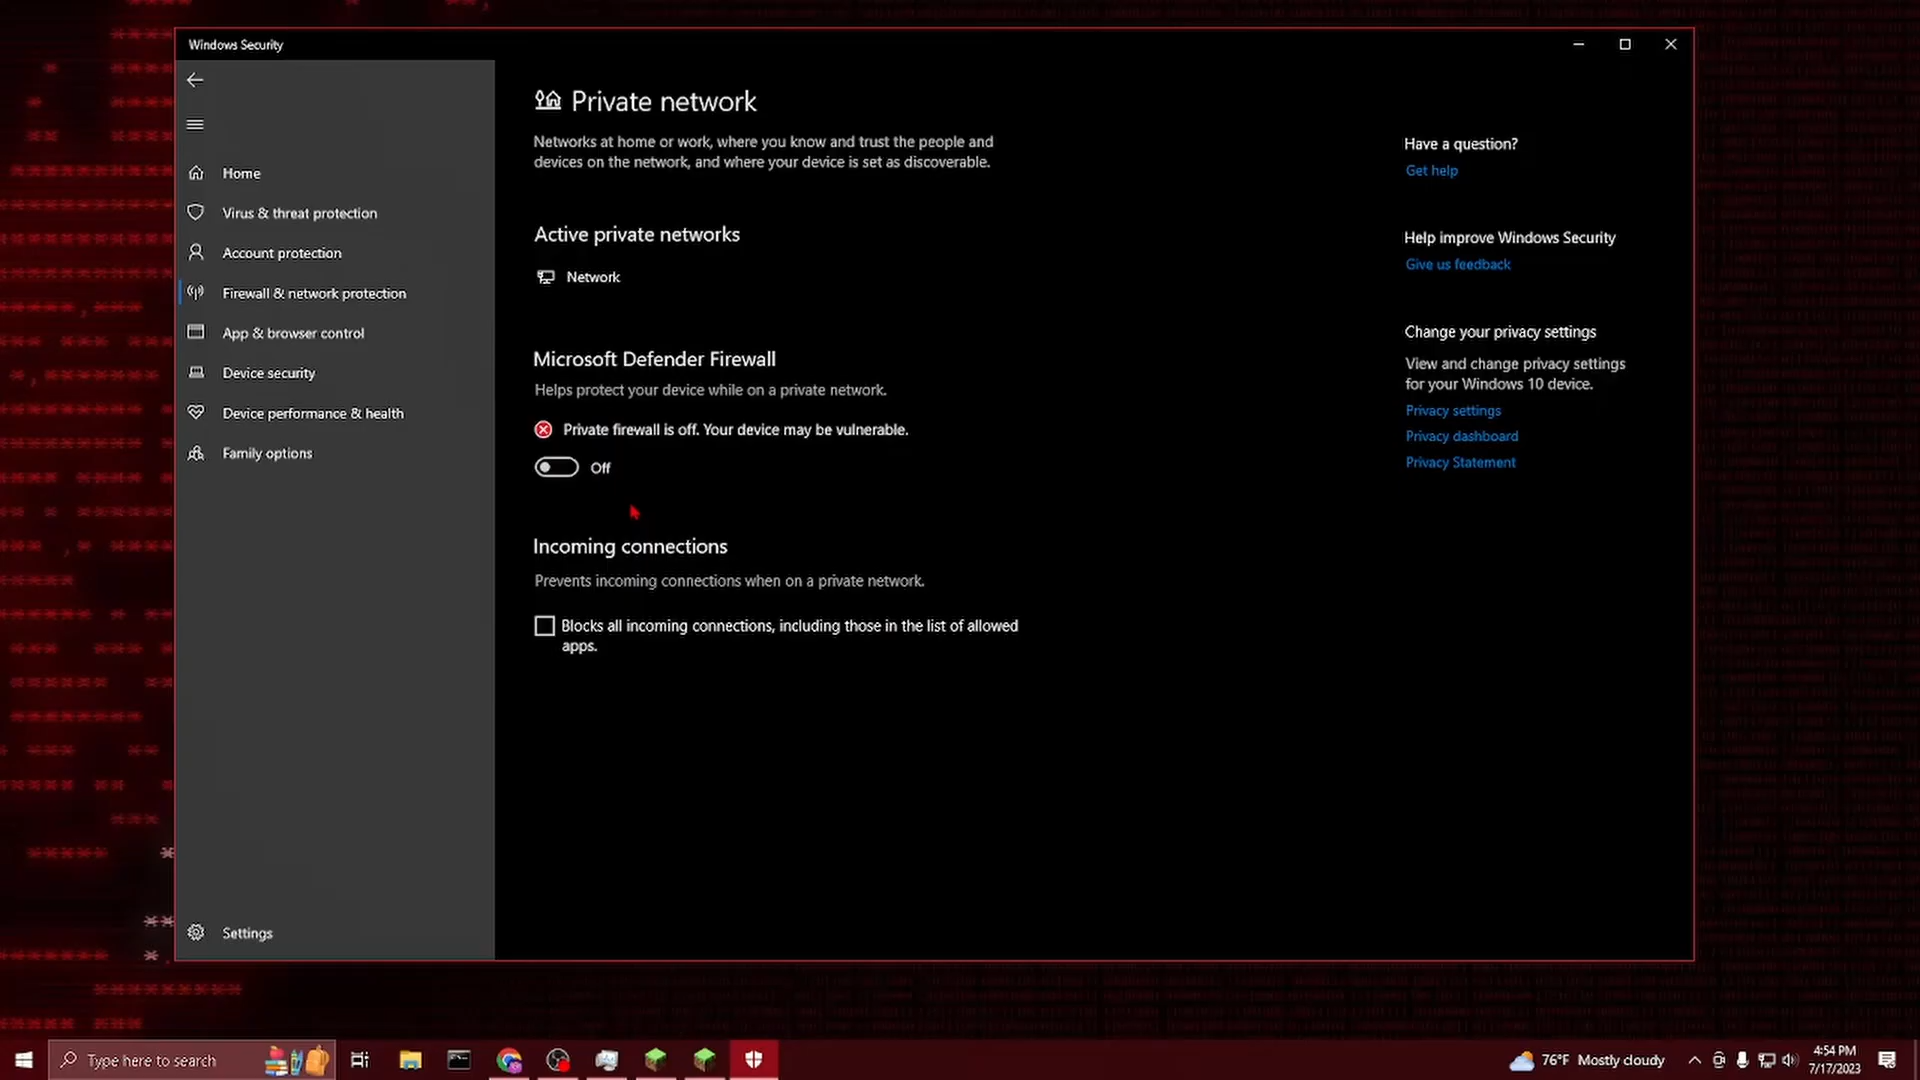 Windows Security
Home
Virus & threat protection
Account protection
Firewall & network protection
App & browser control
Device security
Device performance & health
Family options
Settings
Private network
Networks at home or work, where you know and trust the people and
devices on the network, and where your device is set as discoverable.
Active private networks
Network
Microsoft Defender Firewall
Helps protect your device while on a private network.
Private firewall is off. Your device may be vulnerable.
Off
Incoming connections
Prevents incoming connections when on a private network.
Blocks all incoming connections, including those in the list of allowed
apps.
Have a question?
Get help
Help improve Windows Security
Give us feedback
Change your privacy settings
View and change privacy settings
for your Windows 10 device.
Privacy settings
Privacy dashboard
Privacy Statement
Type here to search
76°F Mostly cloudy
4:54 PM
7/17/2023